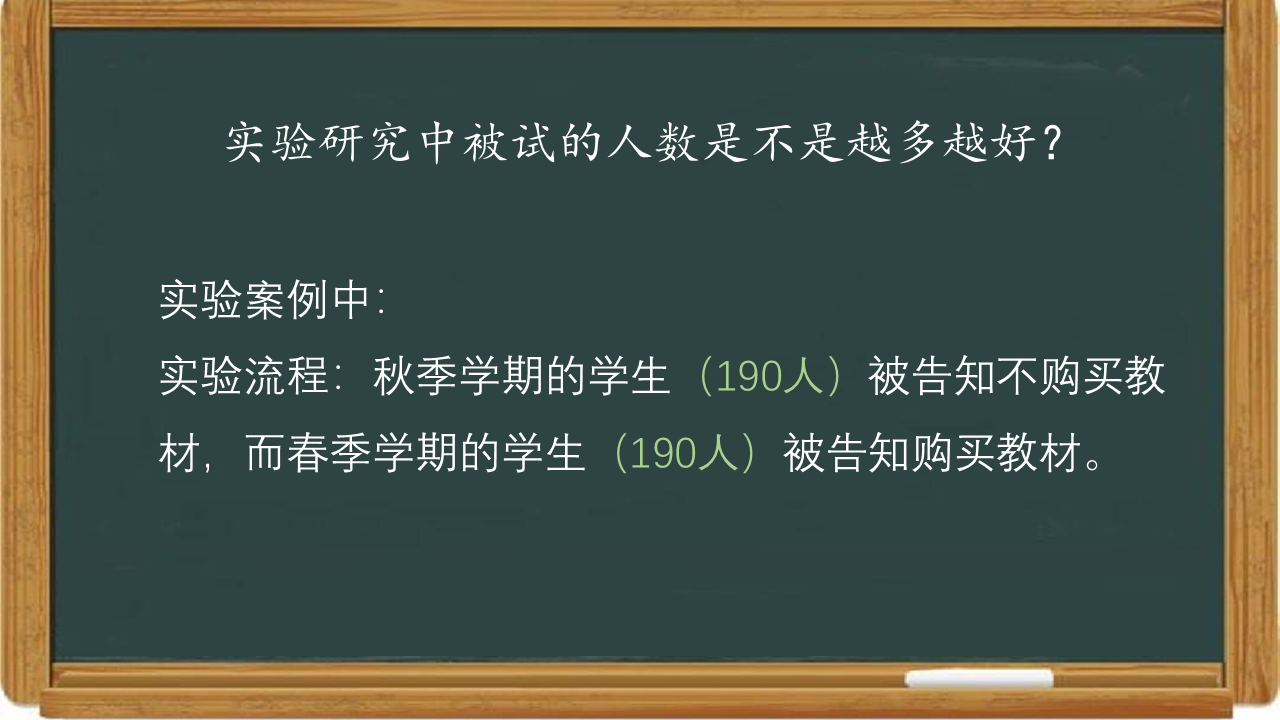 实验研究中被试的人数是不是越多越好？
实验案例中：
实验流程：秋季学期的学生（190人）被告知不购买教
材，而春季学期的学生（190人）被告知购买教材。